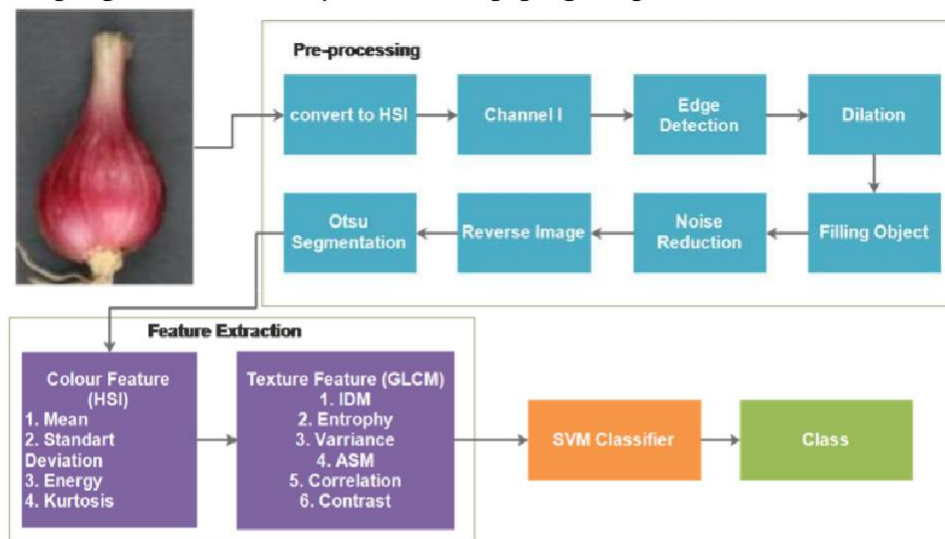 Pre-processing
convert to HSI
Channel I
Edge
Detection
Dilation
Otsu
Segmentation
Reverse Image
Noise
Reduction
Filling Object
Feature Extraction
Colour Feature
(HSI)
1. Mean
2. Standart
Deviation
3. Energy
4. Kurtosis
Texture Feature (GLCM)
1. IDM
2. Entrophy
3. Varriance
4. ASM
5. Correlation
6. Contrast
SVM Classifier
Class